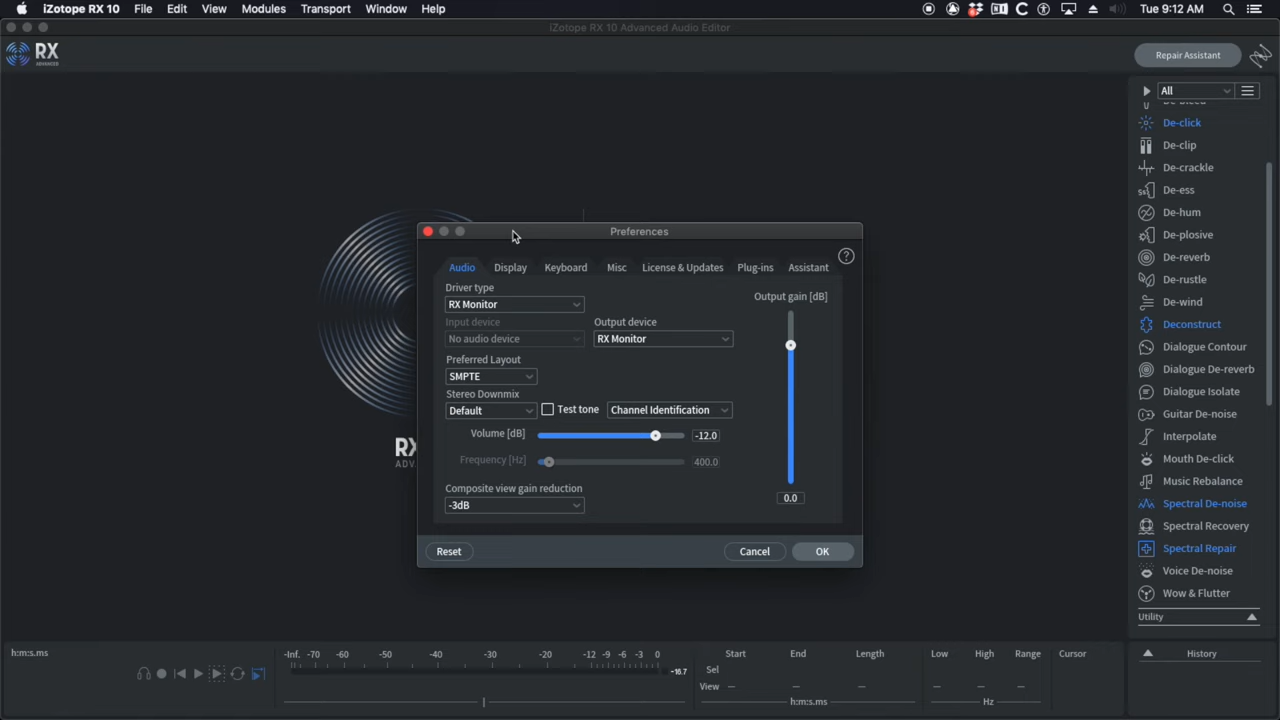 iZotope RX 10 File Edit View Modules Transport Window Help Tue 9:12 AM
iZotope RX 10 Advanced Audio Editor
RX
ADVANCED
Repair Assistant
All
De-click
De-clip
De-crackle
De-ess
De-hum
De-plosive
De-reverb
De-rustle
De-wind
Deconstruct
Dialogue Contour
Dialogue De-reverb
Dialogue Isolate
Guitar De-noise
Interpolate
Mouth De-click
Music Rebalance
Spectral De-noise
Spectral Recovery
Spectral Repair
Voice De-noise
Wow & Flutter
Utility
History
Preferences
Audio Display Keyboard Misc License & Updates Plug-ins Assistant
?
Driver type
RX Monitor
Output gain [dB]
Input device Output device
No audio device RX Monitor
Preferred Layout
SMPTE
Stereo Downmix
Default Test tone Channel Identification
Volume [dB] -12.0
Frequency [Hz] 400.0
Composite view gain reduction
-3dB
0.0
Reset Cancel OK
RX
h:m:s.ms
-Inf. -70 -60 -50 -40 -30 -20 -12 -9 -6 -3 0
-16.7
Start End Length Low High Range Cursor
Sel
View — — — — — —
h:m:s.ms Hz